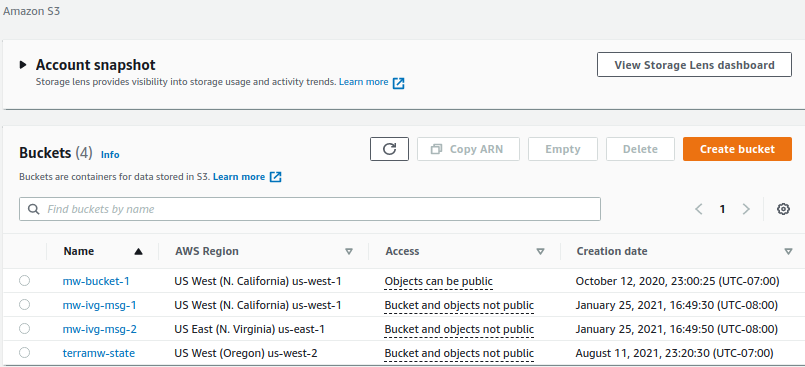 Amazon S3
Account snapshot
View Storage Lens dashboard
Storage lens provides visibility into storage usage and activity trends. Learn more
Buckets (4) Info
Copy ARN Empty Delete Create bucket
Buckets are containers for data stored in S3. Learn more
Find buckets by name
1
Name AWS Region Access Creation date
mw-bucket-1 US West (N. California) us-west-1 Objects can be public October 12, 2020, 23:00:25 (UTC-07:00)
mw-ivg-msg-1 US West (N. California) us-west-1 Bucket and objects not public January 25, 2021, 16:49:30 (UTC-08:00)
mw-ivg-msg-2 US East (N. Virginia) us-east-1 Bucket and objects not public January 25, 2021, 16:49:50 (UTC-08:00)
terramw-state US West (Oregon) us-west-2 Bucket and objects not public August 11, 2021, 23:20:30 (UTC-07:00)